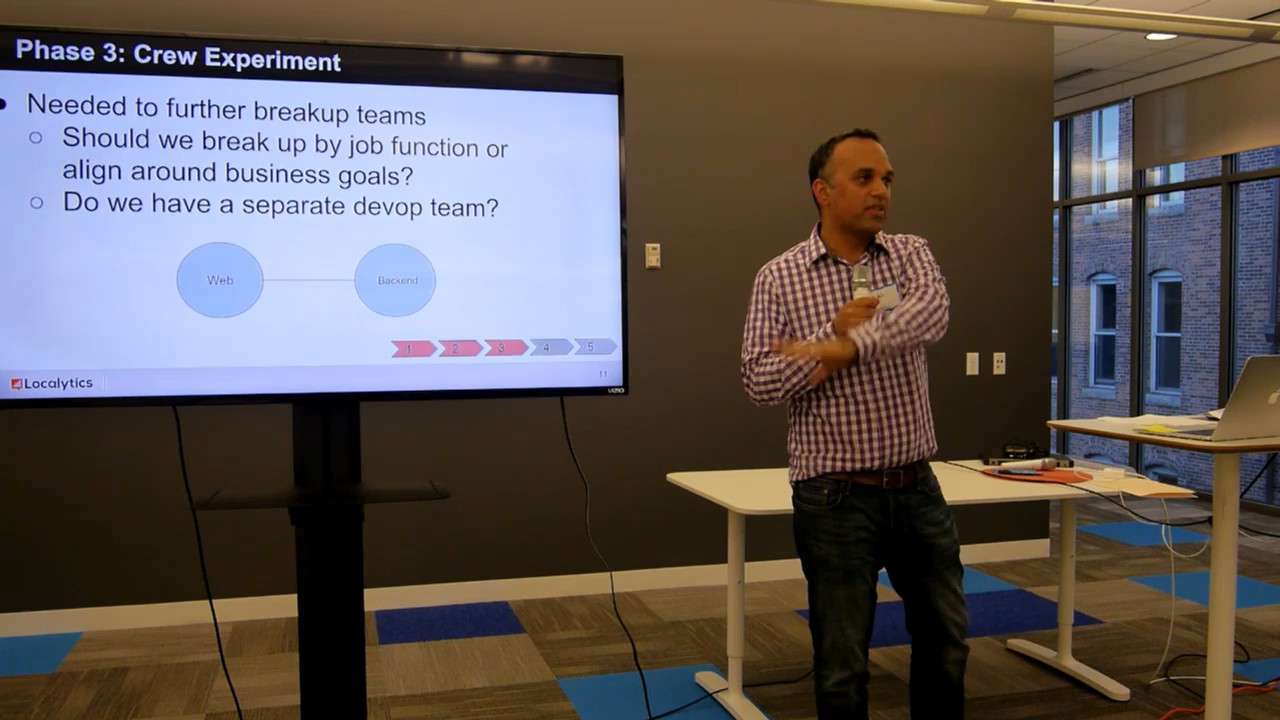 Phase 3: Crew Experiment
Needed to further breakup teams
Should we break up by job function or
align around business goals?
Do we have a separate devop team?
Web
Backend
1 2 3 4 5
Localytics
11
VIZIO